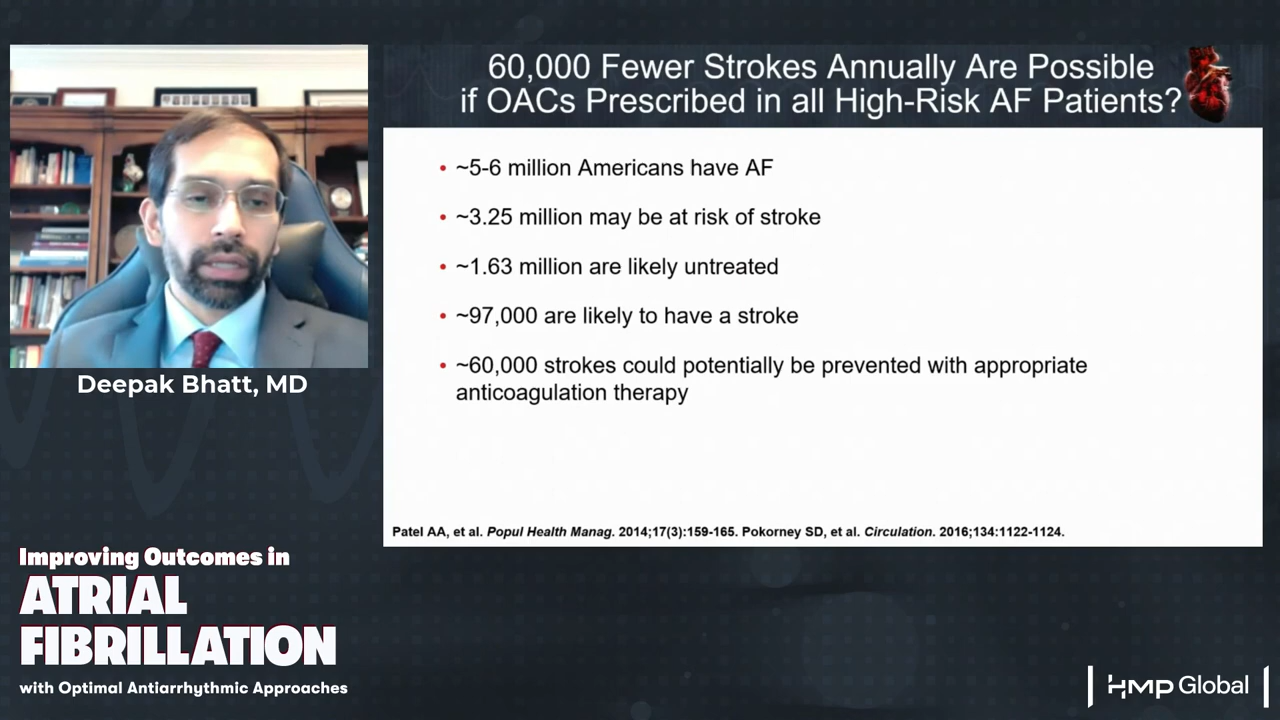 60,000 Fewer Strokes Annually Are Possible
if OACs Prescribed in all High-Risk AF Patients?
• ~5-6 million Americans have AF
• ~3.25 million may be at risk of stroke
• ~1.63 million are likely untreated
• ~97,000 are likely to have a stroke
• ~60,000 strokes could potentially be prevented with appropriate
anticoagulation therapy
Patel AA, et al. Popul Health Manag. 2014;17(3):159-165. Pokorney SD, et al. Circulation. 2016;134:1122-1124.
Deepak Bhatt, MD
Improving Outcomes in
ATRIAL
FIBRILLATION
with Optimal Antiarrhythmic Approaches
HMP Global